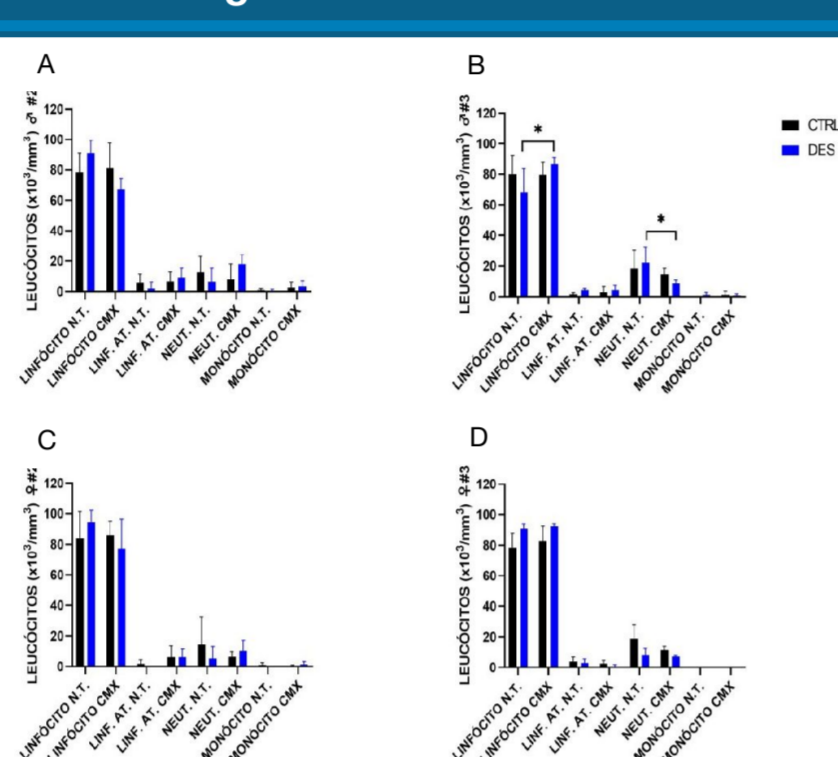 A
LEUCÓCITOS (x10³/mm³) ♂ #2
120
100
80
60
40
20
0
LINFÓCITO N.T.
LINFÓCITO CMX
LINF. AT. N.T.
LINF. AT. CMX
NEUT. N.T.
NEUT. CMX
MONÓCITO N.T.
MONÓCITO CMX
B
LEUCÓCITOS (x10³/mm³) ♂ #3
120
100
80
60
40
20
0
*
*
LINFÓCITO N.T.
LINFÓCITO CMX
LINF. AT. N.T.
LINF. AT. CMX
NEUT. N.T.
NEUT. CMX
MONÓCITO N.T.
MONÓCITO CMX
CTRL
DES
C
LEUCÓCITOS (x10³/mm³) ♀ #2
120
100
80
60
40
20
0
LINFÓCITO N.T.
LINFÓCITO CMX
LINF. AT. N.T.
LINF. AT. CMX
NEUT. N.T.
NEUT. CMX
MONÓCITO N.T.
MONÓCITO CMX
D
LEUCÓCITOS (x10³/mm³) ♀ #3
120
100
80
60
40
20
0
LINFÓCITO N.T.
LINFÓCITO CMX
LINF. AT. N.T.
LINF. AT. CMX
NEUT. N.T.
NEUT. CMX
MONÓCITO N.T.
MONÓCITO CMX